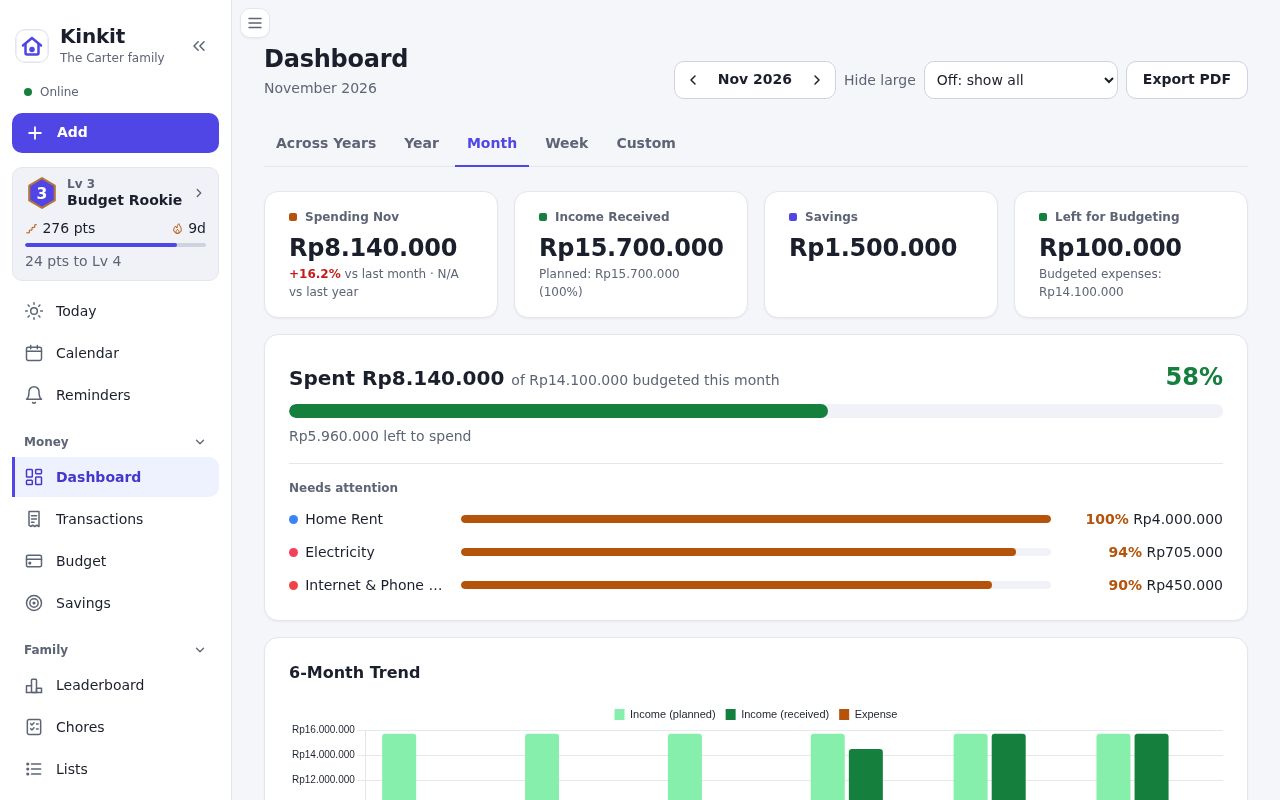 Kinkit
The Carter family
Online
Add
3
Lv 3
Budget Rookie
276 pts
9d
24 pts to Lv 4
Today
Calendar
Reminders
Money
Dashboard
Transactions
Budget
Savings
Family
Leaderboard
Chores
Lists
Dashboard
November 2026
Nov 2026
Hide large
Off: show all
Export PDF
Across Years
Year
Month
Week
Custom
Spending Nov
Rp8.140.000
+16.2% vs last month · N/A
vs last year
Income Received
Rp15.700.000
Planned: Rp15.700.000
(100%)
Savings
Rp1.500.000
Left for Budgeting
Rp100.000
Budgeted expenses:
Rp14.100.000
Spent Rp8.140.000 of Rp14.100.000 budgeted this month
58%
Rp5.960.000 left to spend
Needs attention
Home Rent
100% Rp4.000.000
Electricity
94% Rp705.000
Internet & Phone ...
90% Rp450.000
6-Month Trend
Income (planned)
Income (received)
Expense
Rp16.000.000
Rp14.000.000
Rp12.000.000